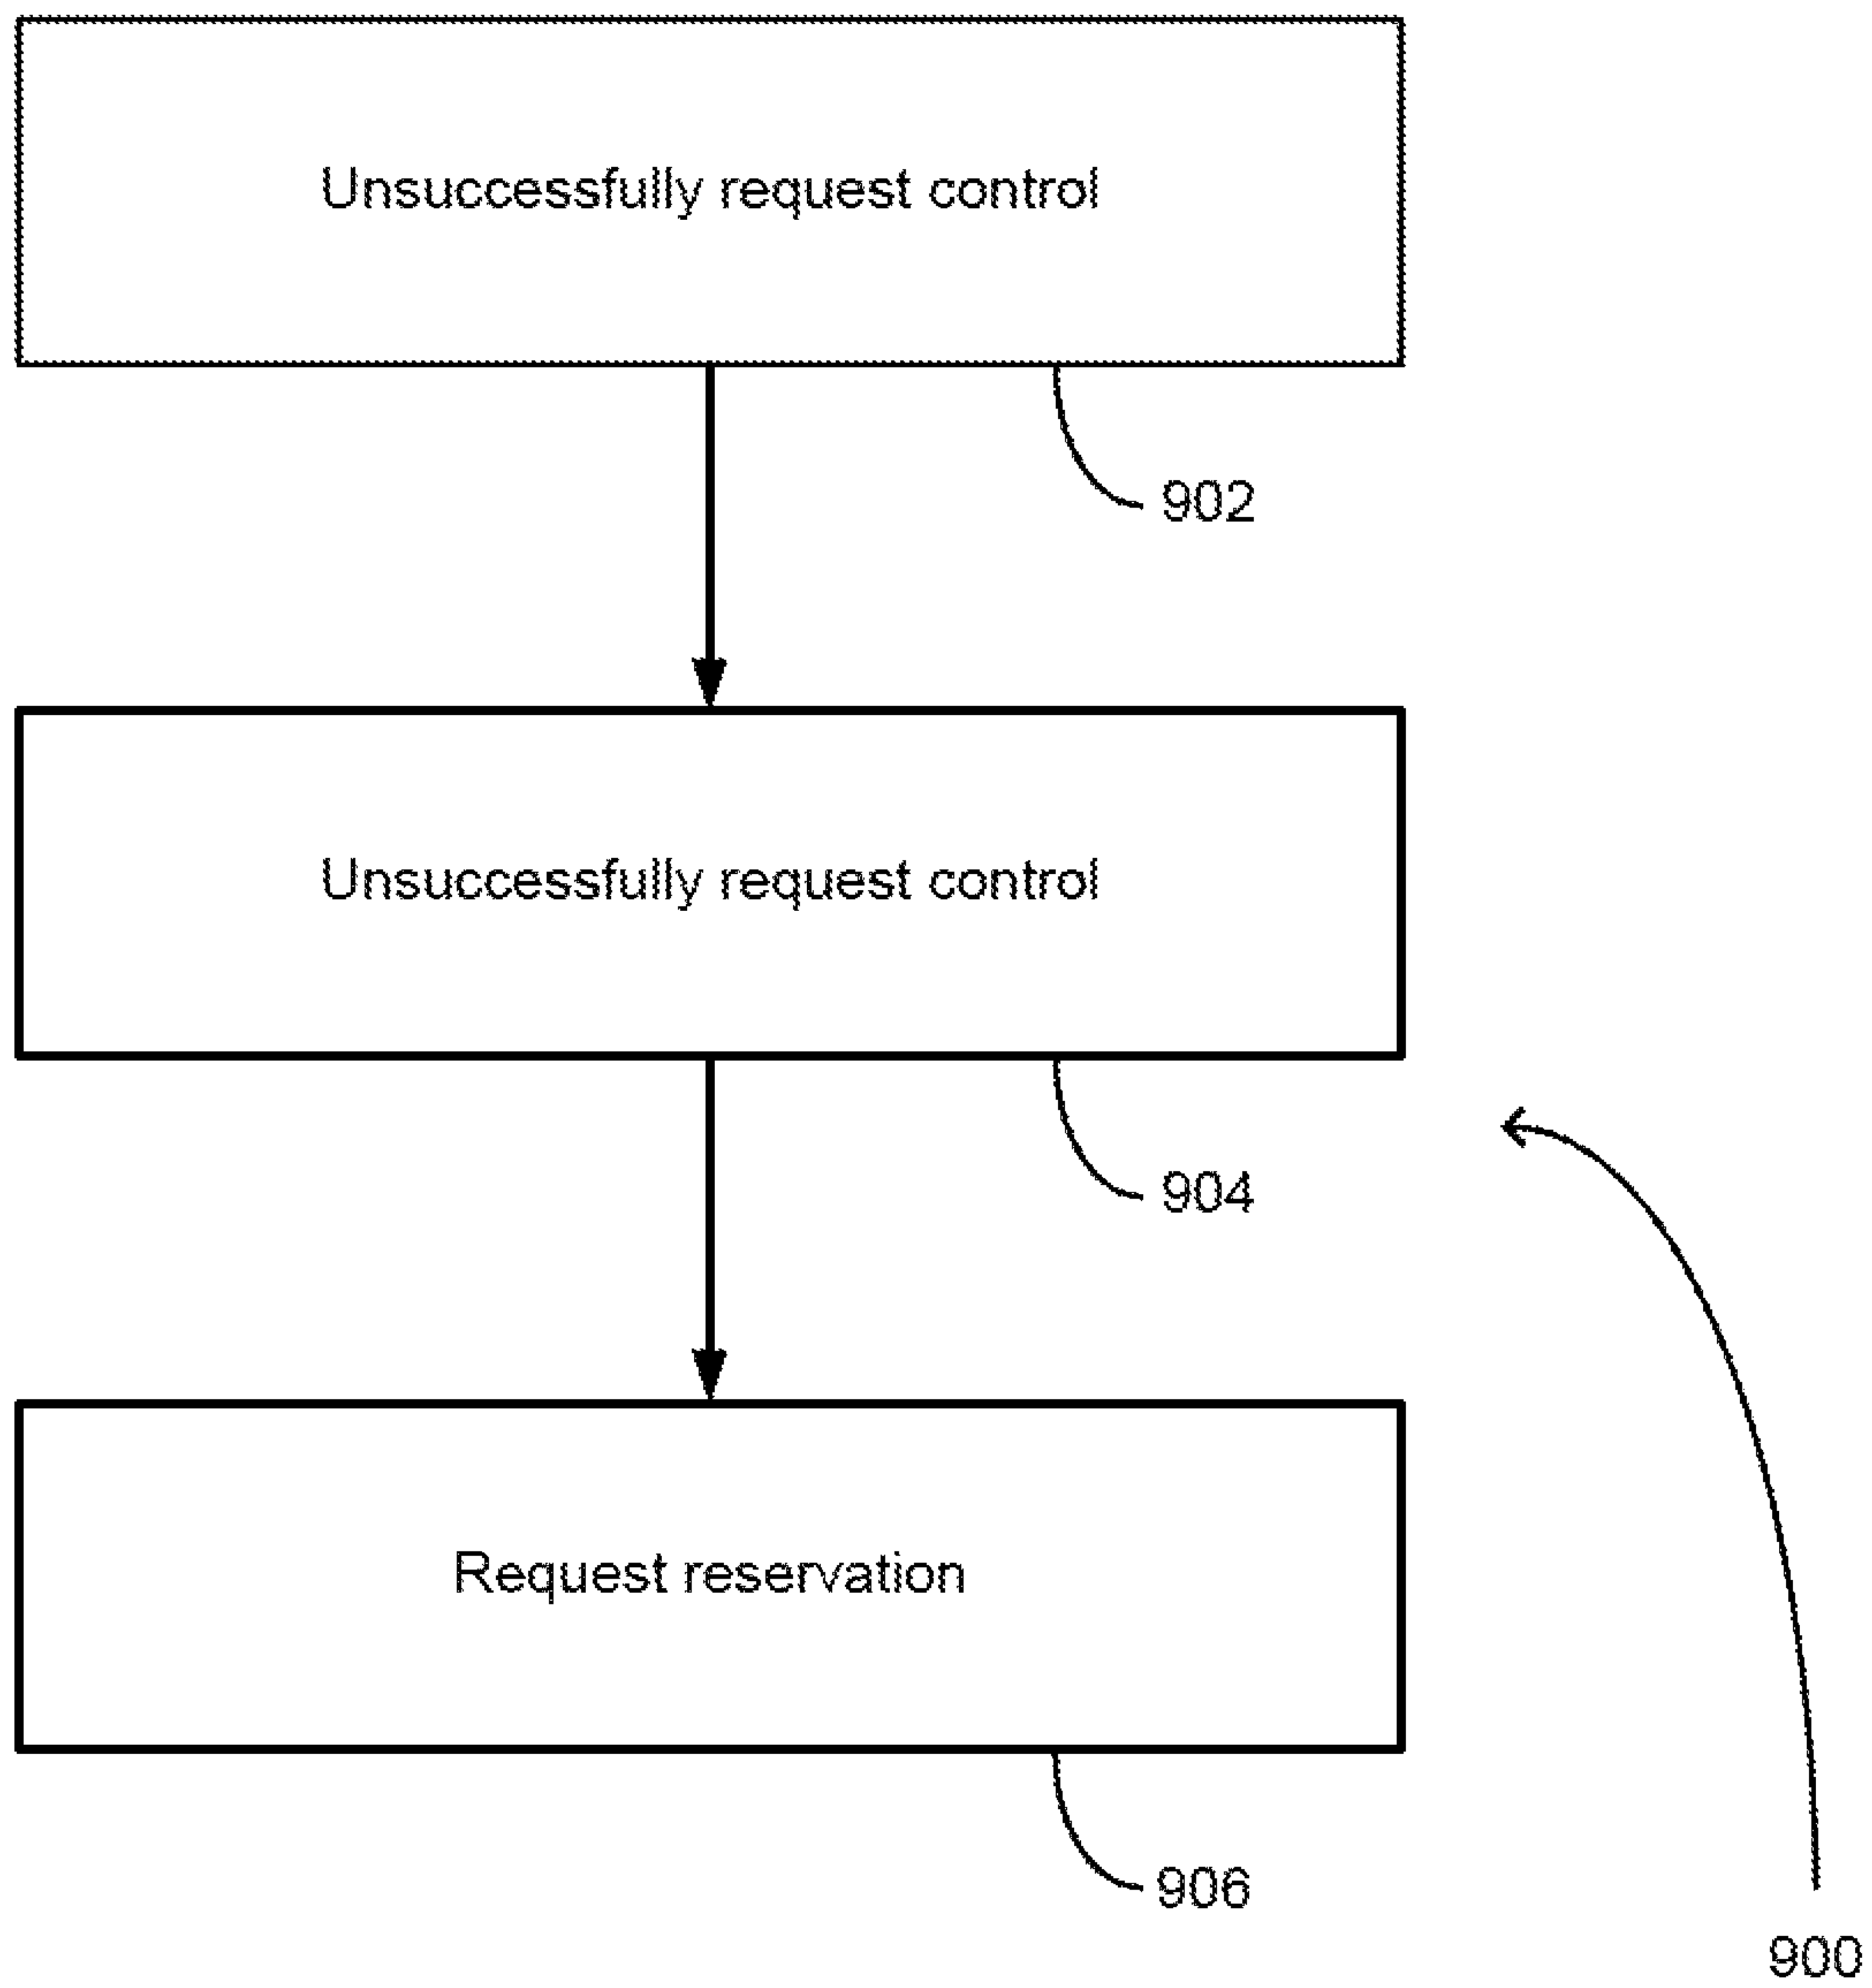 Unsuccessfully request control
902
Unsuccessfully request control
904
Request reservation
906
900